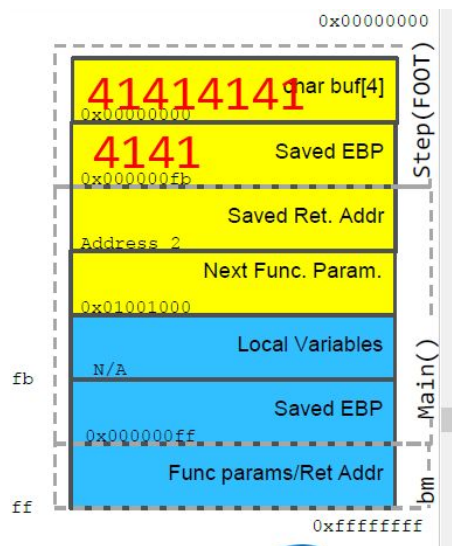 0x00000000
41414141
char buf[4]
0x00000000
4141
Saved EBP
0x000000fb
Step(FOOT)
Saved Ret. Addr
Address 2
Next Func. Param.
0x01001000
Local Variables
N/A
fb
Saved EBP
0x000000ff
Main()
Func params/Ret Addr
bm
ff
0xffffffff